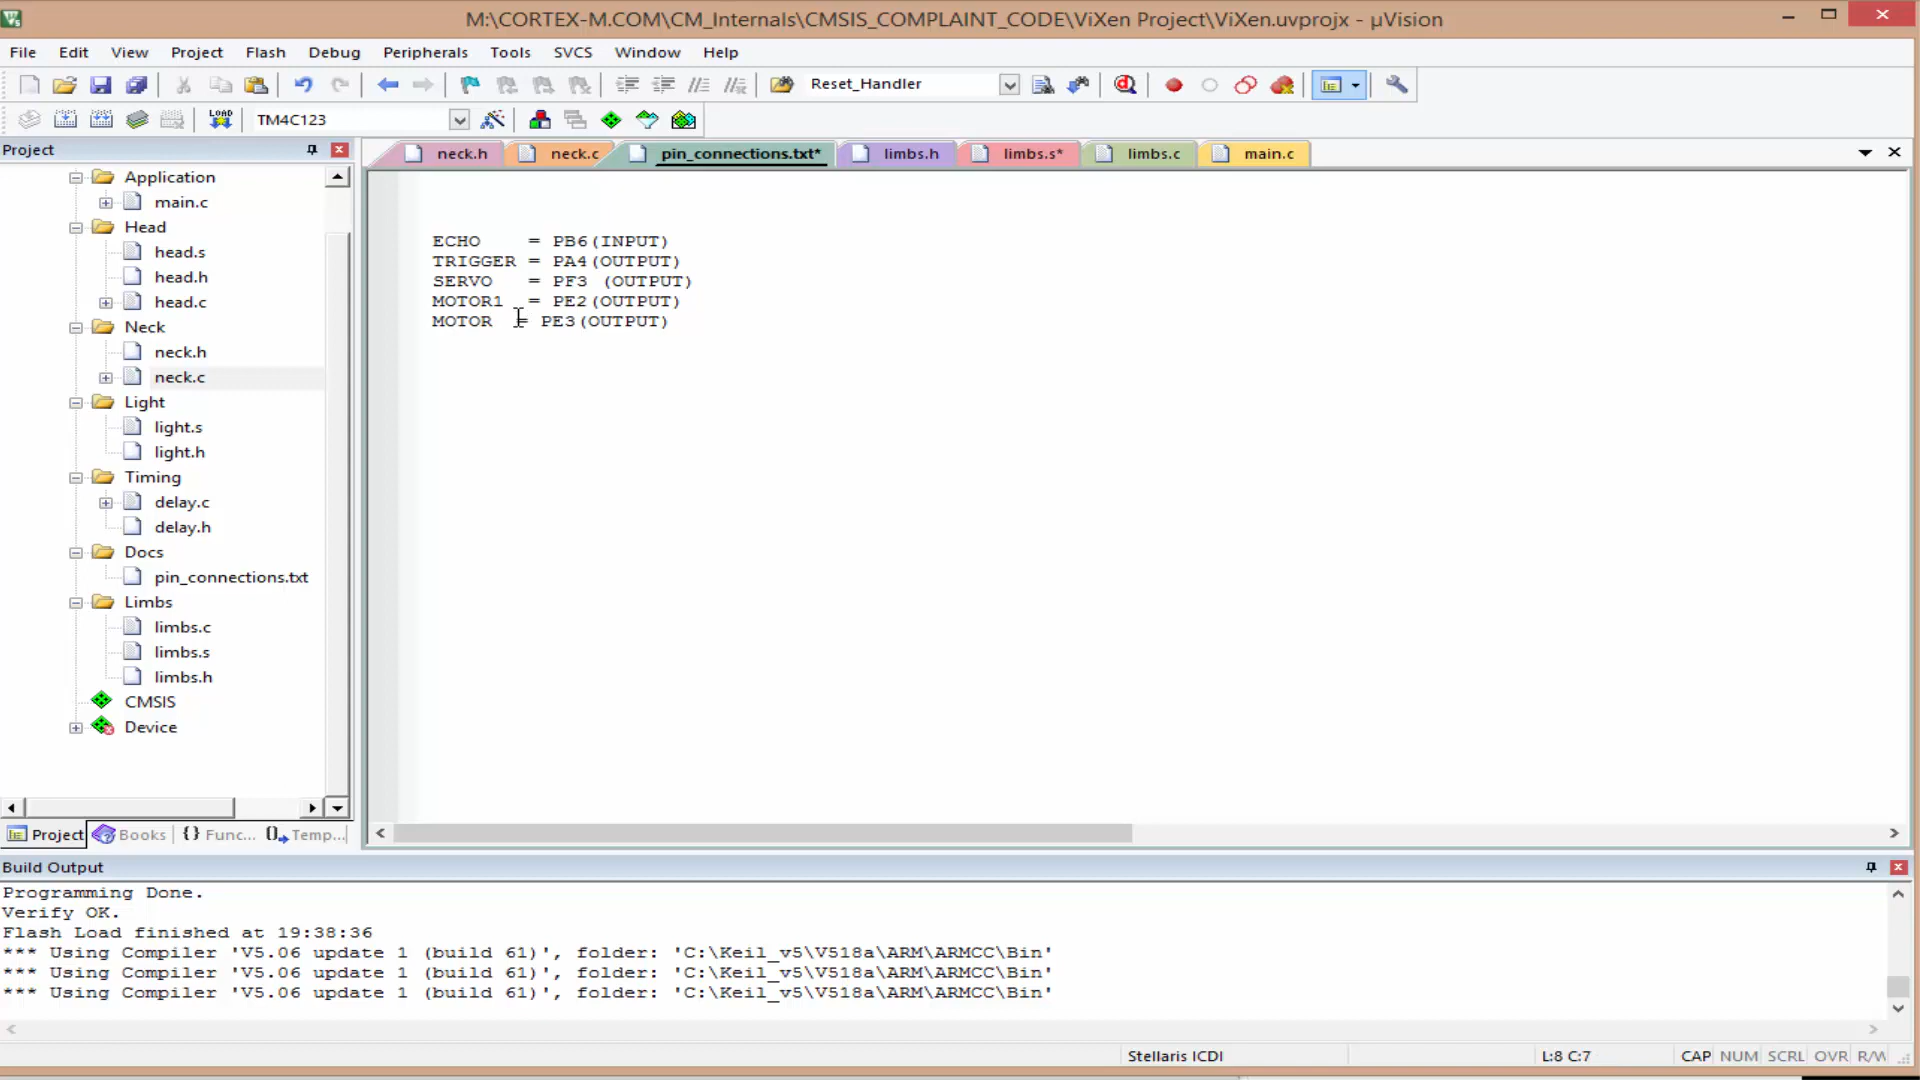 M:\CORTEX-M.COM\CM_Internals\CMSIS_COMPLAINT_CODE\ViXen Project\ViXen.uvprojx - µVision
File Edit View Project Flash Debug Peripherals Tools SVCS Window Help
Reset_Handler
LOAD TM4C123
Project
neck.h neck.c pin_connections.txt* limbs.h limbs.s* limbs.c main.c
Application
main.c
Head
head.s
head.h
head.c
Neck
neck.h
neck.c
Light
light.s
light.h
Timing
delay.c
delay.h
Docs
pin_connections.txt
Limbs
limbs.c
limbs.s
limbs.h
CMSIS
Device
ECHO = PB6(INPUT)
TRIGGER = PA4(OUTPUT)
SERVO = PF3 (OUTPUT)
MOTOR1 = PE2(OUTPUT)
MOTOR = PE3(OUTPUT)
Project Books {} Func... Temp...
Build Output
Programming Done.
Verify OK.
Flash Load finished at 19:38:36
*** Using Compiler 'V5.06 update 1 (build 61)', folder: 'C:\Keil_v5\V518a\ARM\ARMCC\Bin'
*** Using Compiler 'V5.06 update 1 (build 61)', folder: 'C:\Keil_v5\V518a\ARM\ARMCC\Bin'
*** Using Compiler 'V5.06 update 1 (build 61)', folder: 'C:\Keil_v5\V518a\ARM\ARMCC\Bin'
Stellaris ICDI L:8 C:7 CAP NUM SCRL OVR R/W